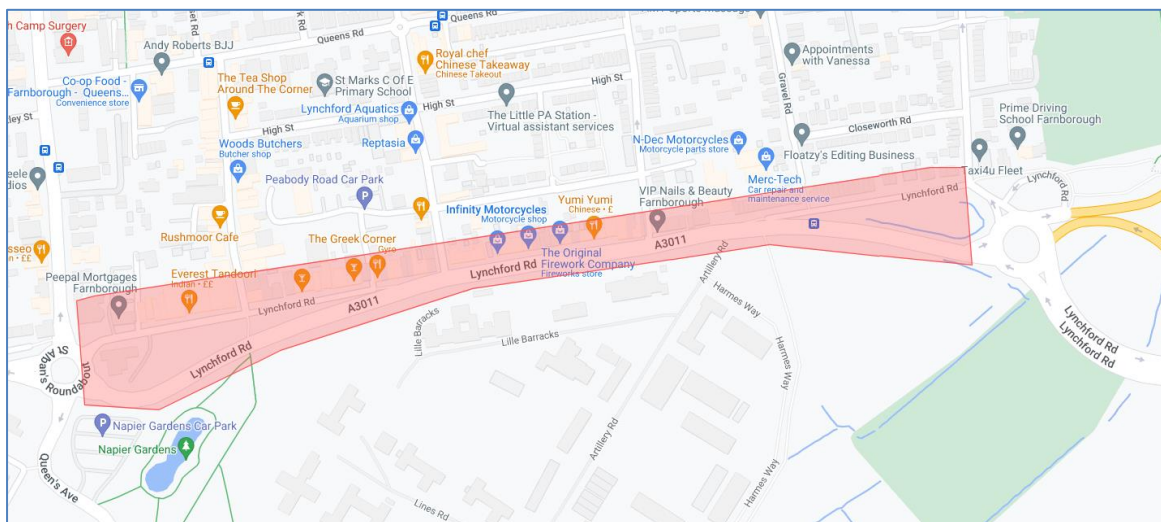 Camp Surgery
Queens Rd
Andy Roberts BJJ
Queens Rd
Royal chef
Chinese Takeaway
Chinese Takeout
Appointments
with Vanessa
Co-op Food -
Farnborough - Queens...
Convenience store
The Tea Shop
Around The Corner
St Marks C Of E
Primary School
High St
Lynchford Aquatics
Aquarium shop
High St
The Little PA Station -
Virtual assistant services
Gravel Rd
Prime Driving
School Farnborough
Closeworth Rd
High St
Woods Butchers
Butcher shop
Reptasia
N-Dec Motorcycles
Motorcycle parts store
Floatzy's Editing Business
Peabody Road Car Park
Merc-Tech
Car repair and
maintenance service
Taxi4u Fleet
Lynchford Rd
Lynchford Rd
VIP Nails & Beauty
Farnborough
Infinity Motorcycles
Motorcycle shop
Yumi Yumi
Chinese • £
Rushmoor Cafe
The Greek Corner
Gyro
The Original
Firework Company
Fireworks store
A3011
Lynchford Rd
Peepal Mortgages
Farnborough
Everest Tandoori
Indian • ££
Lynchford Rd
A3011
Artillery Rd
Harmes Way
Lynchford Rd
Lynchford Rd
St Alban's Roundabout
Lynchford Rd
Lille Barracks
Lille Barracks
Harmes Way
Napier Gardens Car Park
Napier Gardens
Artillery Rd
Queen's Ave
Lines Rd
Harmes Way